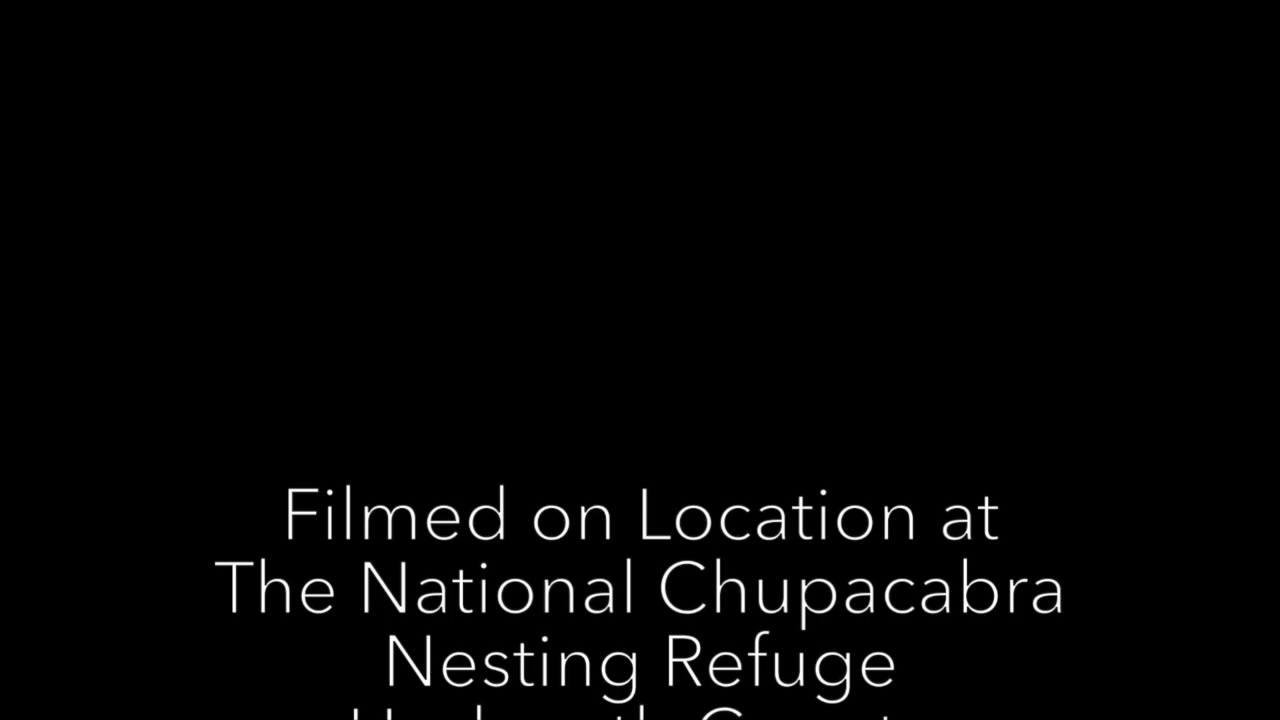 Filmed on Location at
The National Chupacabra
Nesting Refuge